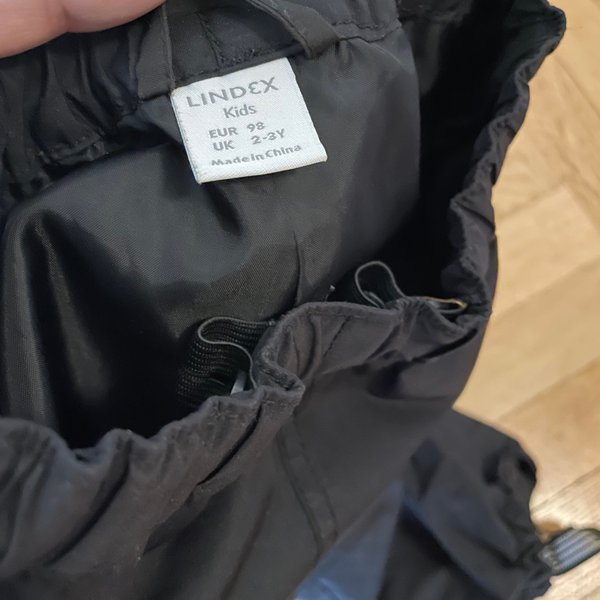 LINDEX
Kids
EUR 98
UK 2-3Y
Made in China